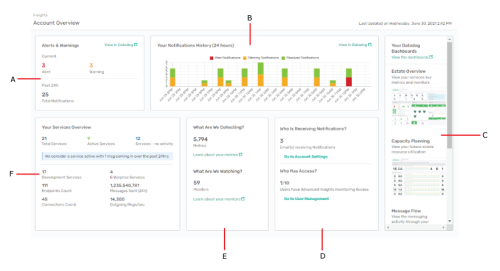 Insights
Account Overview
Last Updated on Wednesday, June 30, 2021 2:42 PM
B
Alerts & Warnings
View in Datadog
Current
3
3
Alert
Warning
Past 24h
25
Total Notifications
A
Your Notifications History (24 hours)
View in Datadog
Alert Notifications
Warning Notifications
Resolved Notifications
Your Datadog Dashboards
View the dashboards
Estate Overview
View your services key metrics and monitors
Capacity Planning
View your videos estate resource utilization
Message Flow
View the messaging activity through your
C
Your Services Overview
21
Total Services
9
Active Services
12
Services - no activity
We consider a service active with 1 msg coming in over the past 24hrs
17
Development Services
4
Enterprise Services
111
Endpoints Count
1,235,540,761
Messages Sent (24h)
45
Connections Count
14,300
Outgoing Msgs/sec
F
What Are We Collecting?
5,794
Metrics
Learn about your metrics
What Are We Watching?
59
Monitors
Learn about your monitors
E
Who Is Receiving Notifications?
3
Email(s) receiving Notifications
Go to Account Settings
Who Has Access?
1-10
Users have Advanced Insights monitoring Access
Go to User Management
D